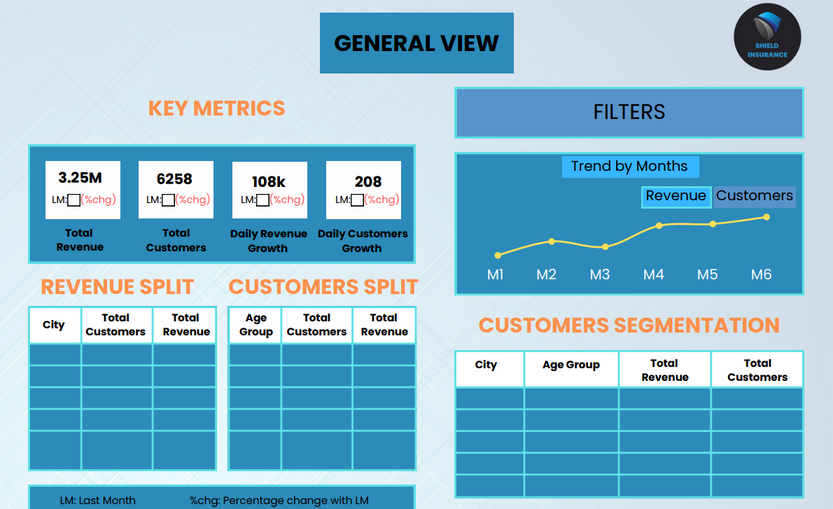 GENERAL VIEW
SHIELD
INSURANCE
KEY METRICS
3.25M
LM: (%chg)
Total
Revenue
6258
LM: (%chg)
Total
Customers
108k
LM: (%chg)
Daily Revenue
Growth
208
LM: (%chg)
Daily Customers
Growth
FILTERS
Trend by Months
Revenue Customers
M1 M2 M3 M4 M5 M6
REVENUE SPLIT
City
Total
Customers
Total
Revenue
CUSTOMERS SPLIT
Age
Group
Total
Customers
Total
Revenue
CUSTOMERS SEGMENTATION
City
Age Group
Total
Revenue
Total
Customers
LM: Last Month
%chg: Percentage change with LM